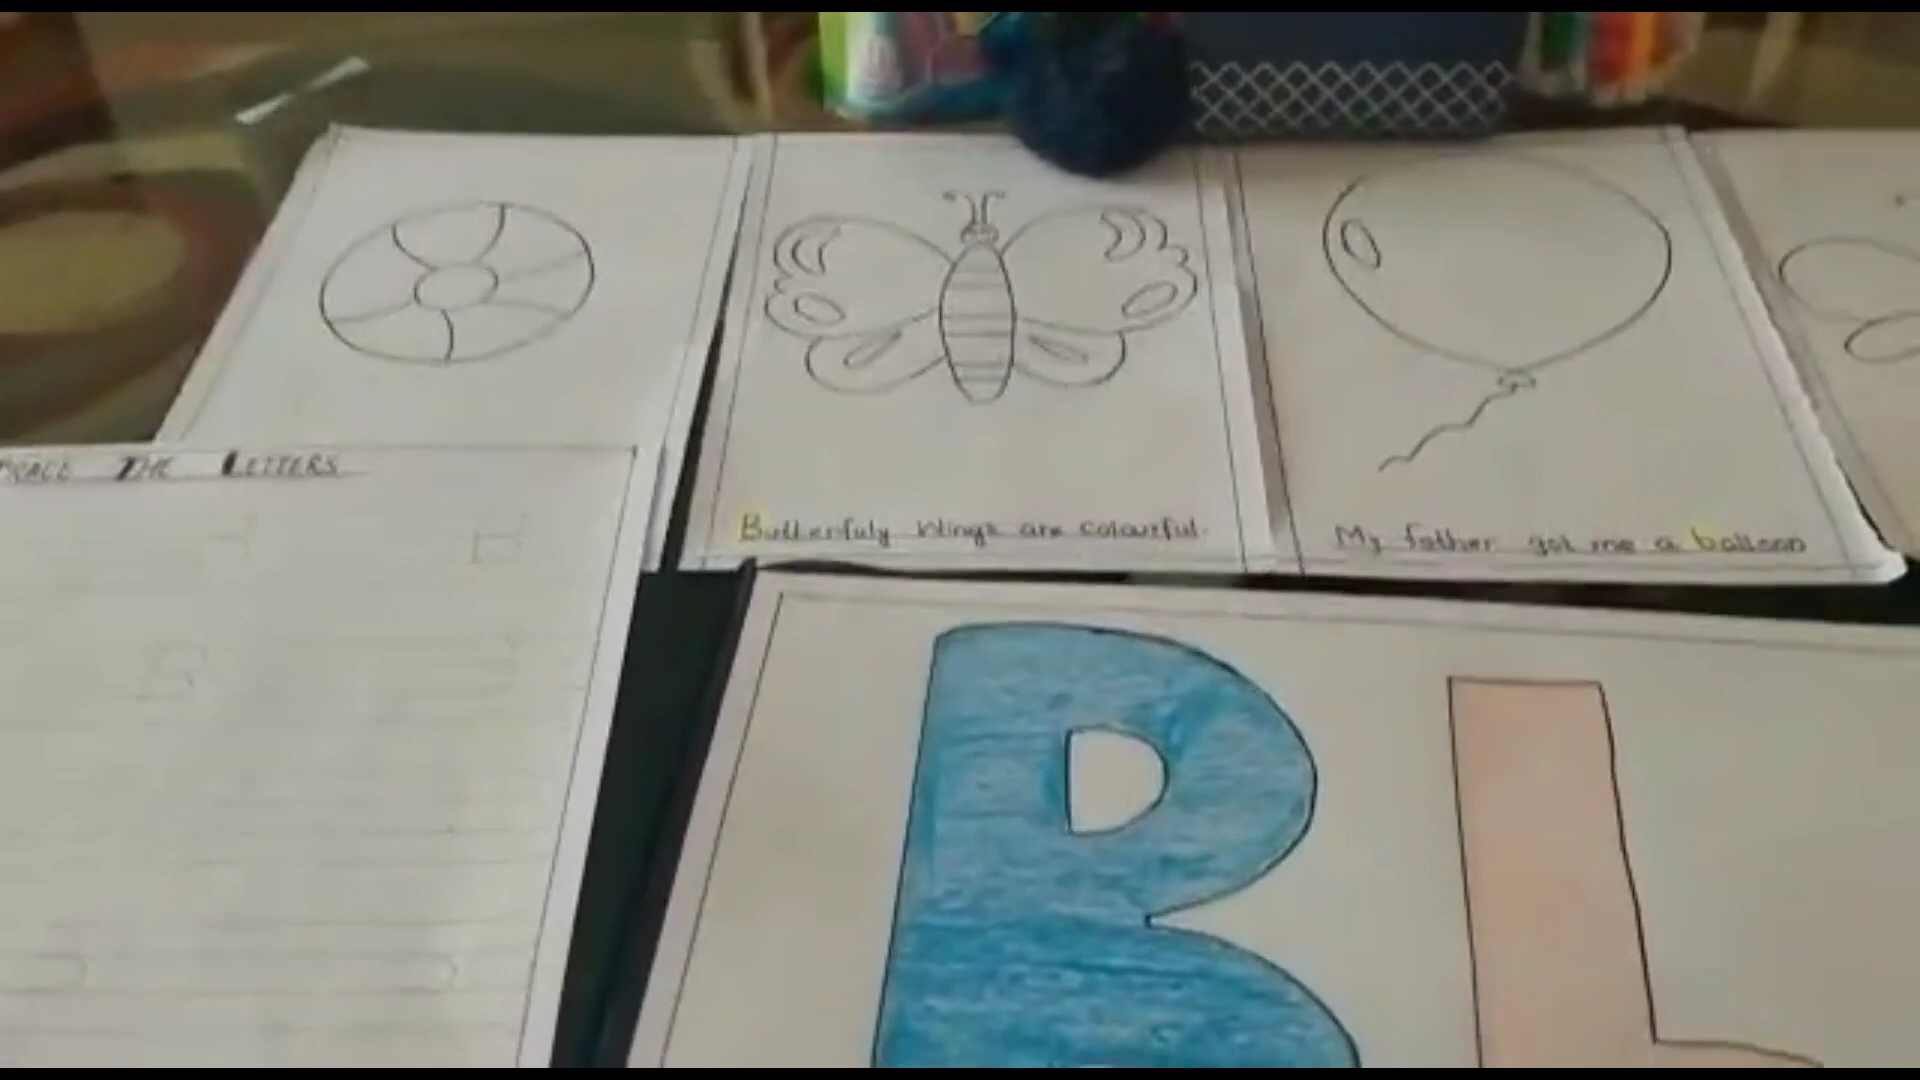 TRACE THE LETTERS
Butterfuly Wings are colourful.
My father got me a balloon
B b